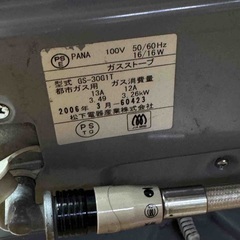 PS E PANA 100V 50/60Hz
16/16W
ガスストーブ
型式 GS-30G1T
都市ガス用 ガス消費量
13A 12A
3.49 3.26kW
2006年 3月-60423
松下電器産業株式会社
PS TG